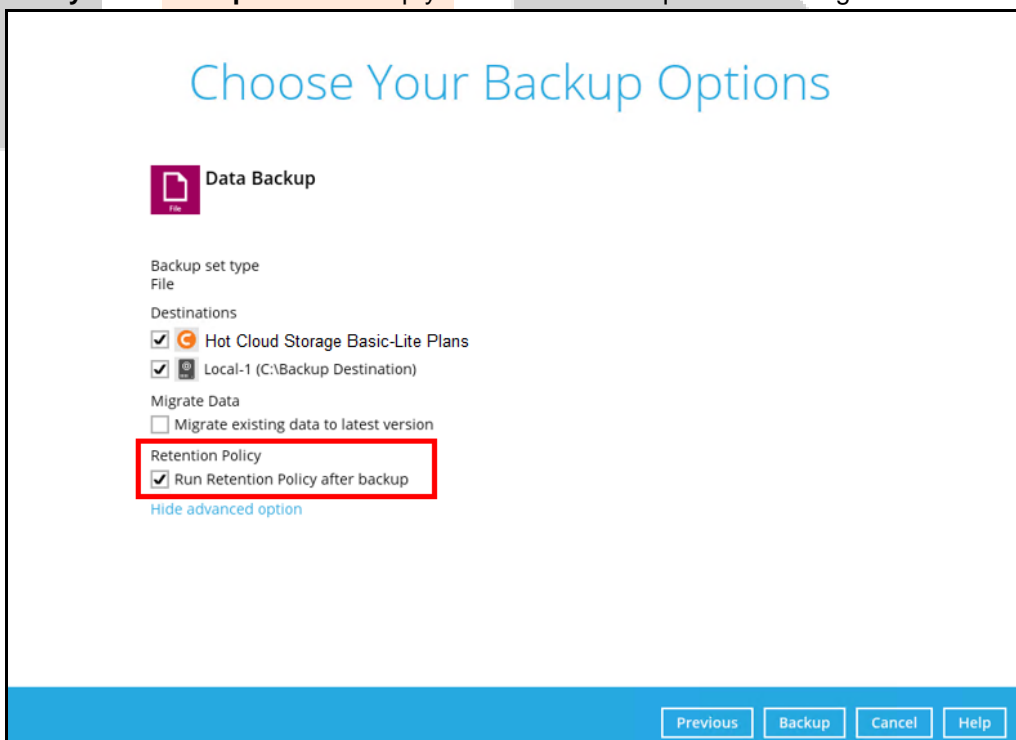 Choose Your Backup Options
Data Backup
File
Backup set type
File
Destinations
Hot Cloud Storage Basic-Lite Plans
Local-1 (C:\Backup Destination)
Migrate Data
Migrate existing data to latest version
Retention Policy
Run Retention Policy after backup
Hide advanced option
Previous Backup Cancel Help